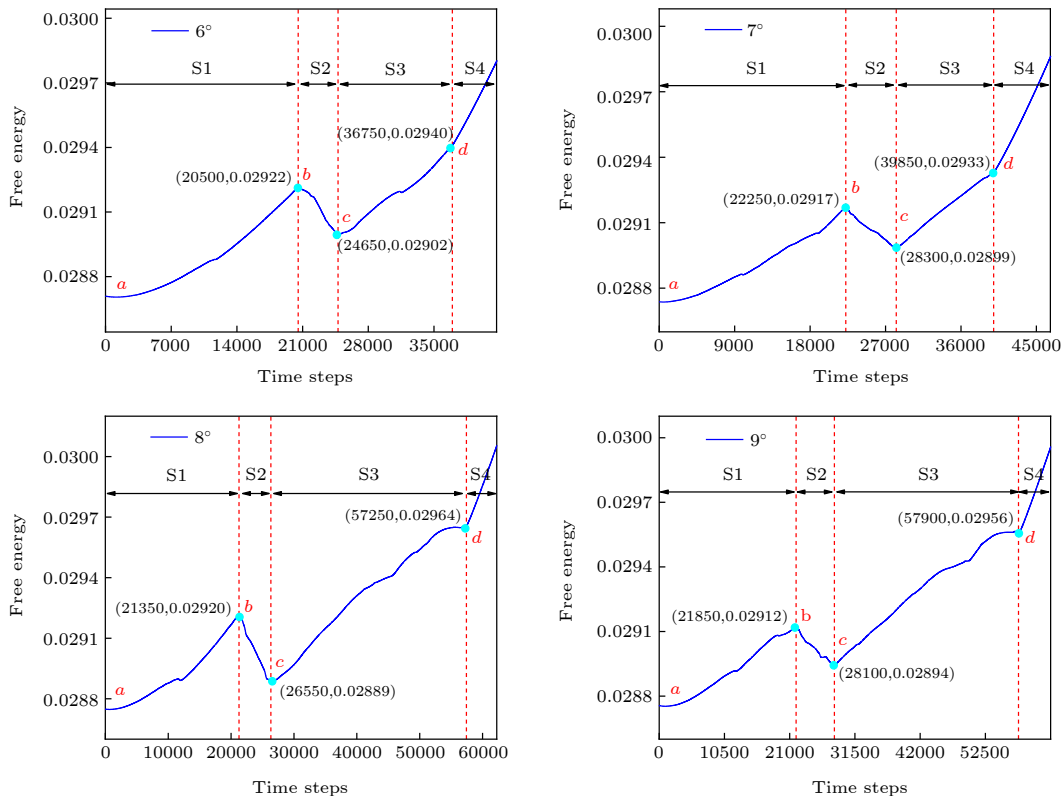 6°
S1 S2 S3 S4
0.0300
0.0297
0.0294
0.0291
0.0288
Free energy
(36750,0.02940)
d
(20500,0.02922)
b
c
(24650,0.02902)
a
0 7000 14000 21000 28000 35000
Time steps
7°
S1 S2 S3 S4
0.0300
0.0297
0.0294
0.0291
0.0288
Free energy
(39850,0.02933)
d
(22250,0.02917)
b
c
(28300,0.02899)
a
0 9000 18000 27000 36000 45000
Time steps
8°
S1 S2 S3 S4
0.0300
0.0297
0.0294
0.0291
0.0288
Free energy
(57250,0.02964)
d
(21350,0.02920)
b
c
(26550,0.02889)
a
0 10000 20000 30000 40000 50000 60000
Time steps
9°
S1 S2 S3 S4
0.0300
0.0297
0.0294
0.0291
0.0288
Free energy
(57900,0.02956)
d
(21850,0.02912)
b
c
(28100,0.02894)
a
0 10500 21000 31500 42000 52500
Time steps